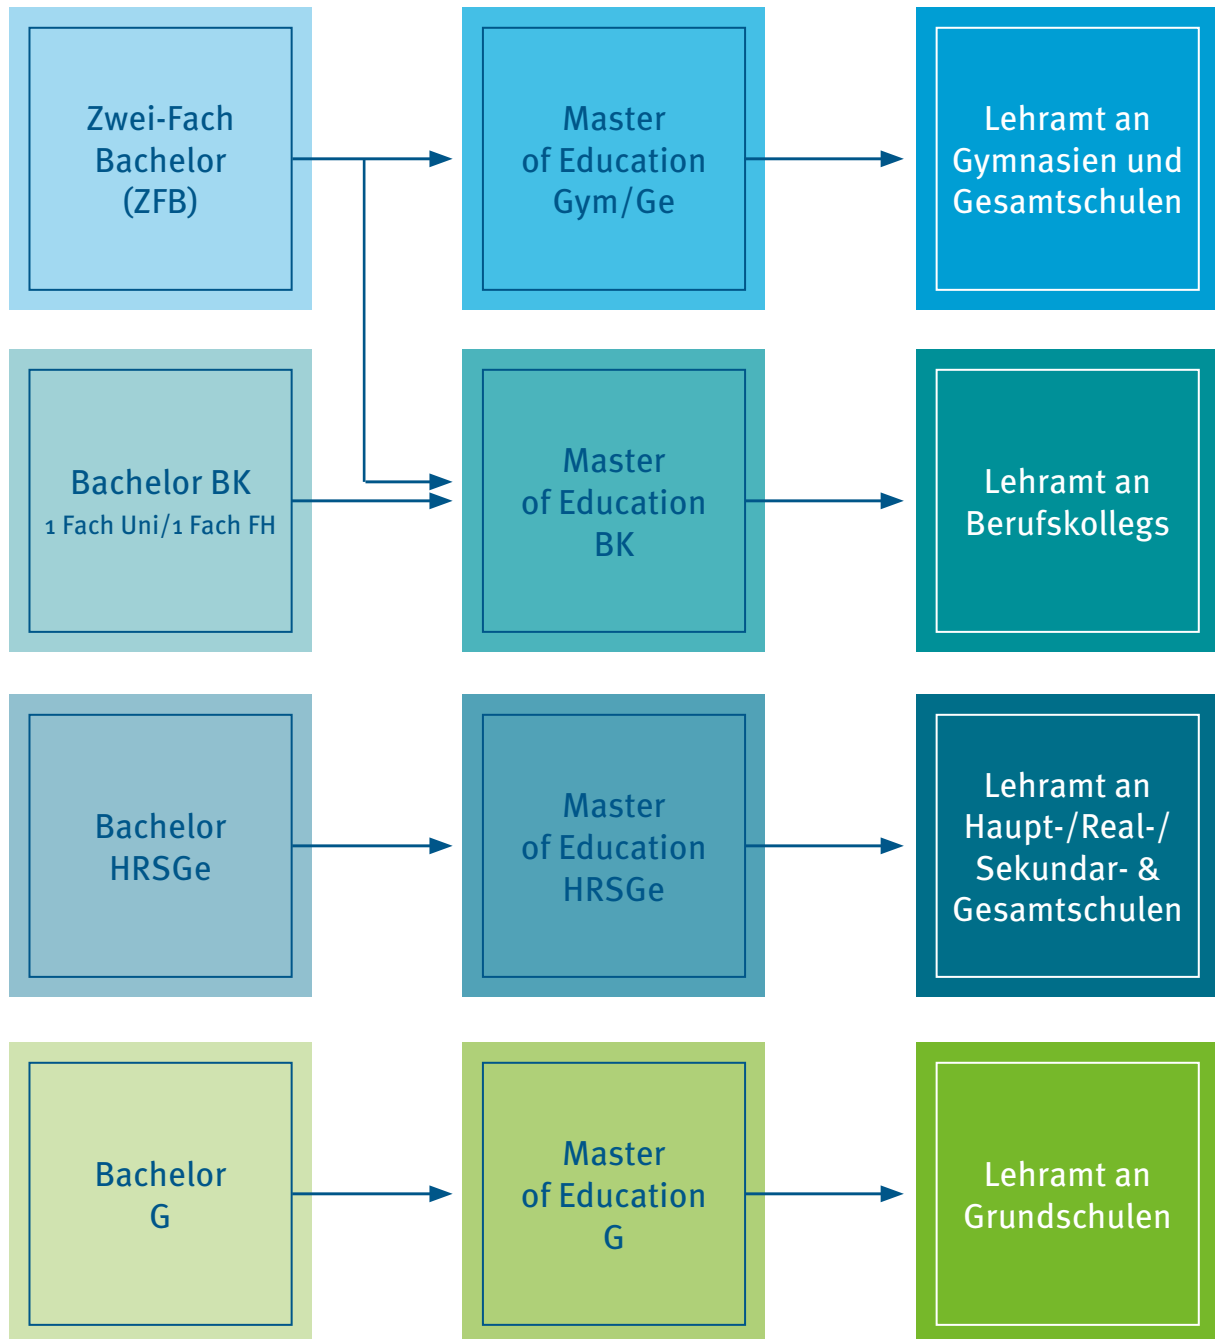 Zwei-Fach
Bachelor
(ZFB)
Master
of Education
Gym/Ge
Lehramt an
Gymnasien und
Gesamtschulen
Bachelor BK
1 Fach Uni/1 Fach FH
Master
of Education
BK
Lehramt an
Berufskollegs
Bachelor
HRSGe
Master
of Education
HRSGe
Lehramt an
Haupt-/Real-/
Sekundar- &
Gesamtschulen
Bachelor
G
Master
of Education
G
Lehramt an
Grundschulen